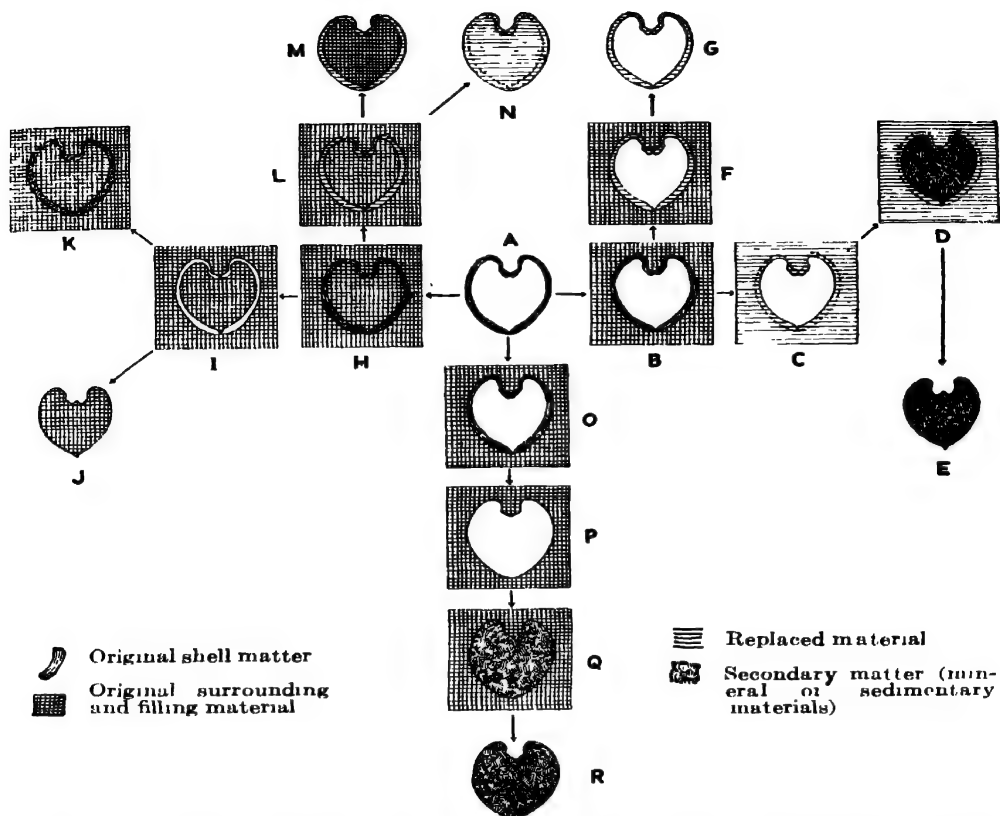 M
G
N
L
F
K
A
D
I
H
B
C
O
J
E
P
Original shell matter
Original surrounding
and filling material
Q
Replaced material
Secondary matter (min-
eral or sedimentary
materials)
R